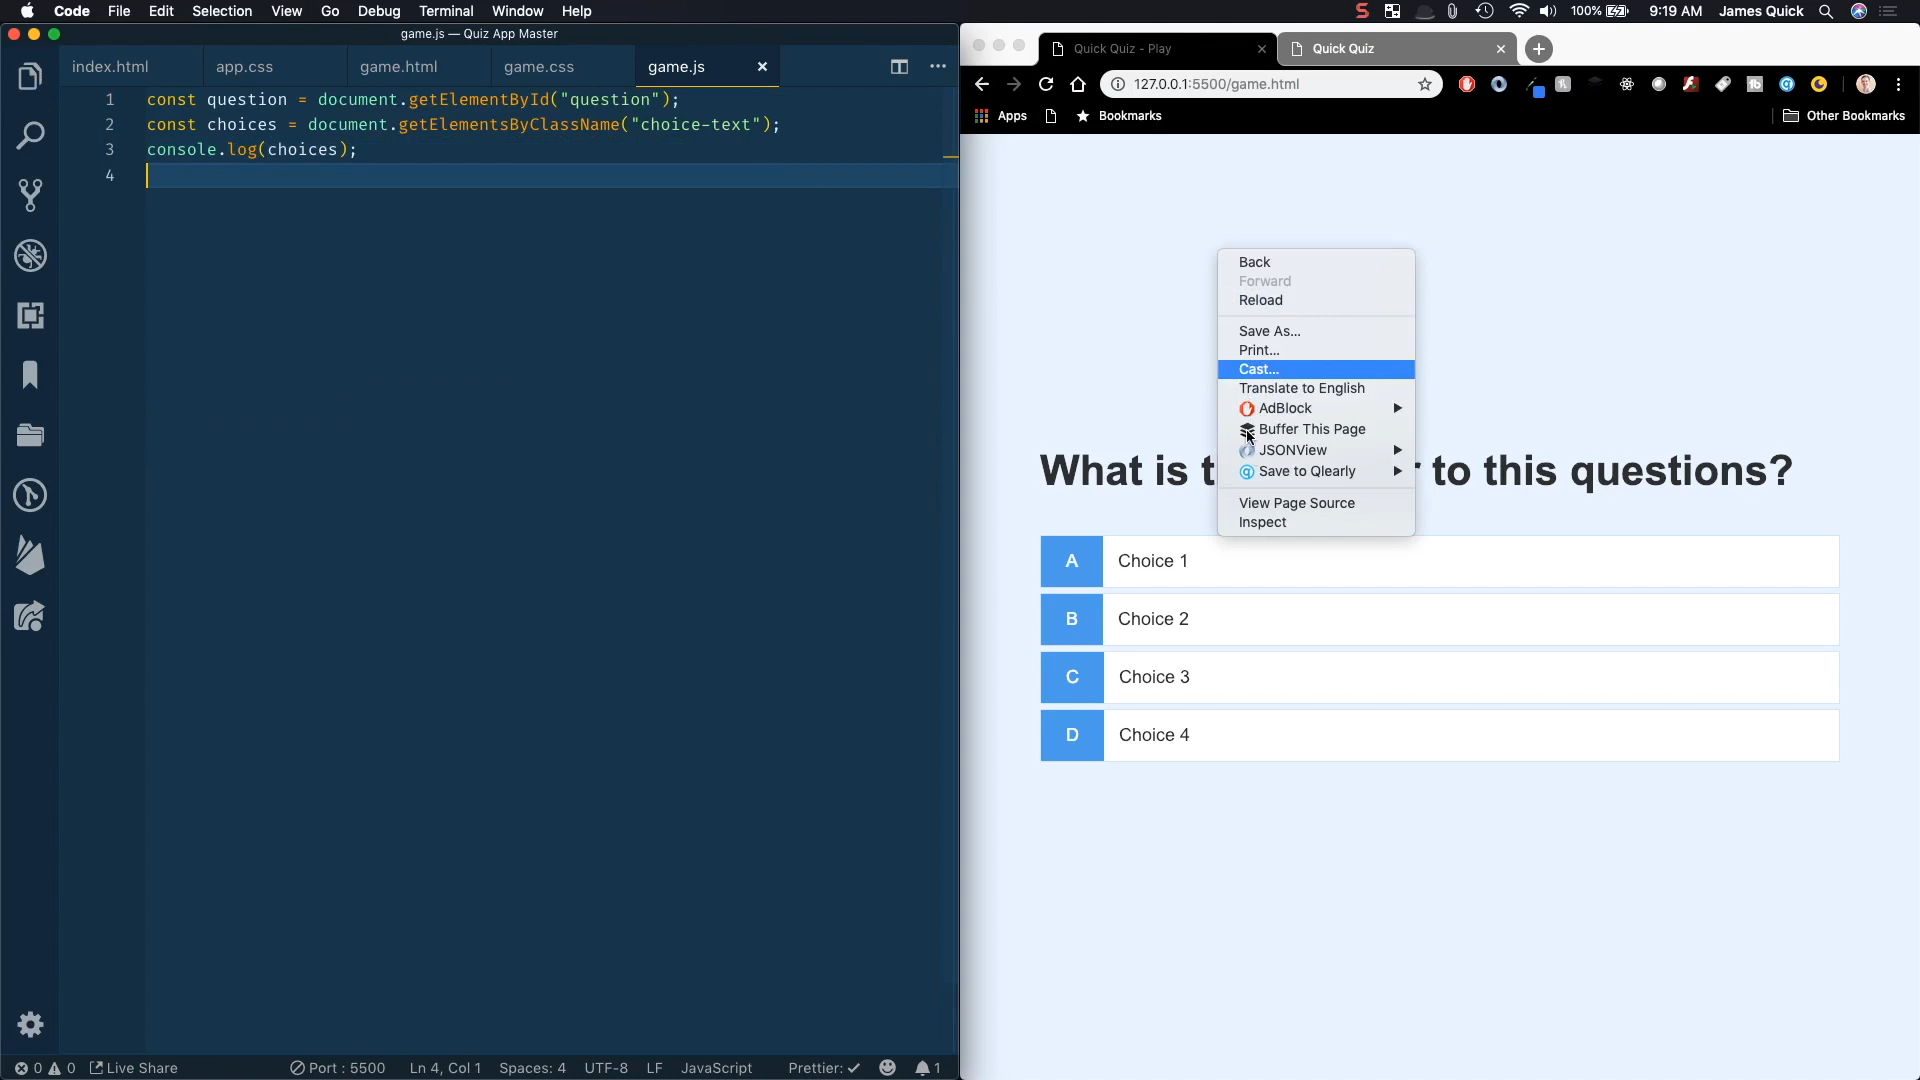 Code File Edit Selection View Go Debug Terminal Window Help
100% 9:19 AM James Quick
game.js — Quiz App Master
index.html app.css game.html game.css game.js
1 const question = document.getElementById("question");
2 const choices = document.getElementsByClassName("choice-text");
3 console.log(choices);
4
Quick Quiz - Play
Quick Quiz
127.0.0.1:5500/game.html
Apps Bookmarks Other Bookmarks
Back
Forward
Reload
Save As...
Print...
Cast...
Translate to English
AdBlock
Buffer This Page
JSONView
Save to Qlearly
View Page Source
Inspect
What is t to this questions?
A Choice 1
B Choice 2
C Choice 3
D Choice 4
0 0 Live Share Port : 5500 Ln 4, Col 1 Spaces: 4 UTF-8 LF JavaScript Prettier: ✓ 1